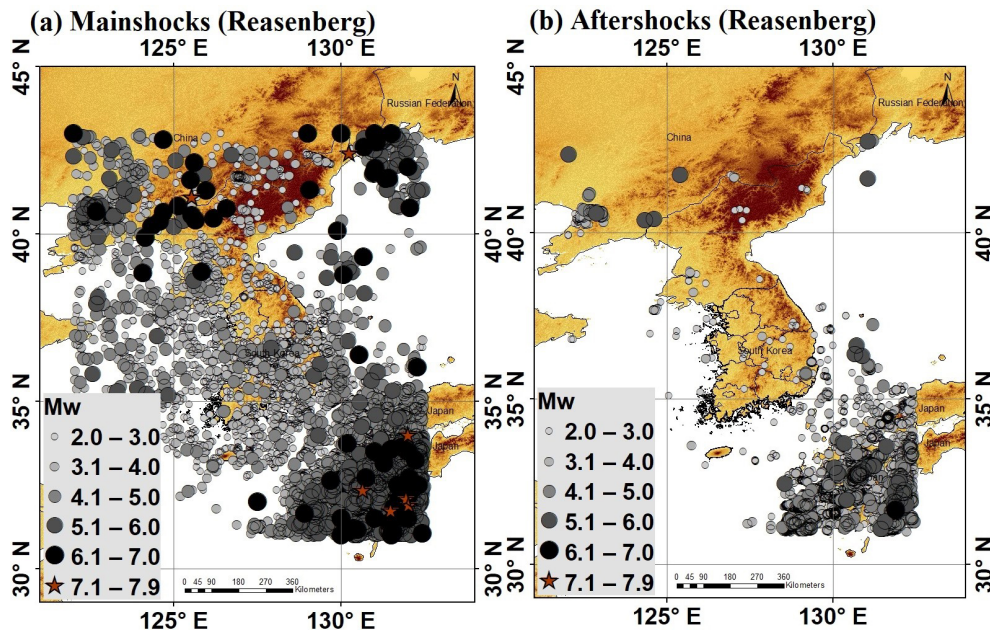 (a) Mainshocks (Reasenberg)
125° E 130° E
45° N
N
Russian Federation
China
40° N
South Korea
35° N
Japan
Japan
Mw
2.0 – 3.0
3.1 – 4.0
4.1 – 5.0
5.1 – 6.0
6.1 – 7.0
7.1 – 7.9
0 45 90 180 270 360
Kilometers
30° N
125° E 130° E
(b) Aftershocks (Reasenberg)
125° E 130° E
45° N
N
Russian Federation
China
40° N
South Korea
35° N
Japan
Japan
Mw
2.0 – 3.0
3.1 – 4.0
4.1 – 5.0
5.1 – 6.0
6.1 – 7.0
7.1 – 7.9
0 45 90 180 270 360
Kilometers
30° N
125° E 130° E